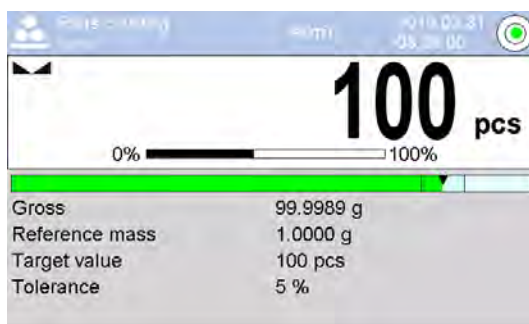 Parts counting
100 pcs
0% 100%
Gross 99.9989 g
Reference mass 1.0000 g
Target value 100 pcs
Tolerance 5 %